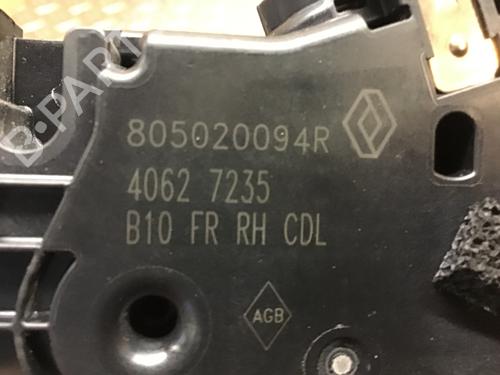 805020094R
4062 7235
B10 FR RH CDL
AGB
B-PARTS